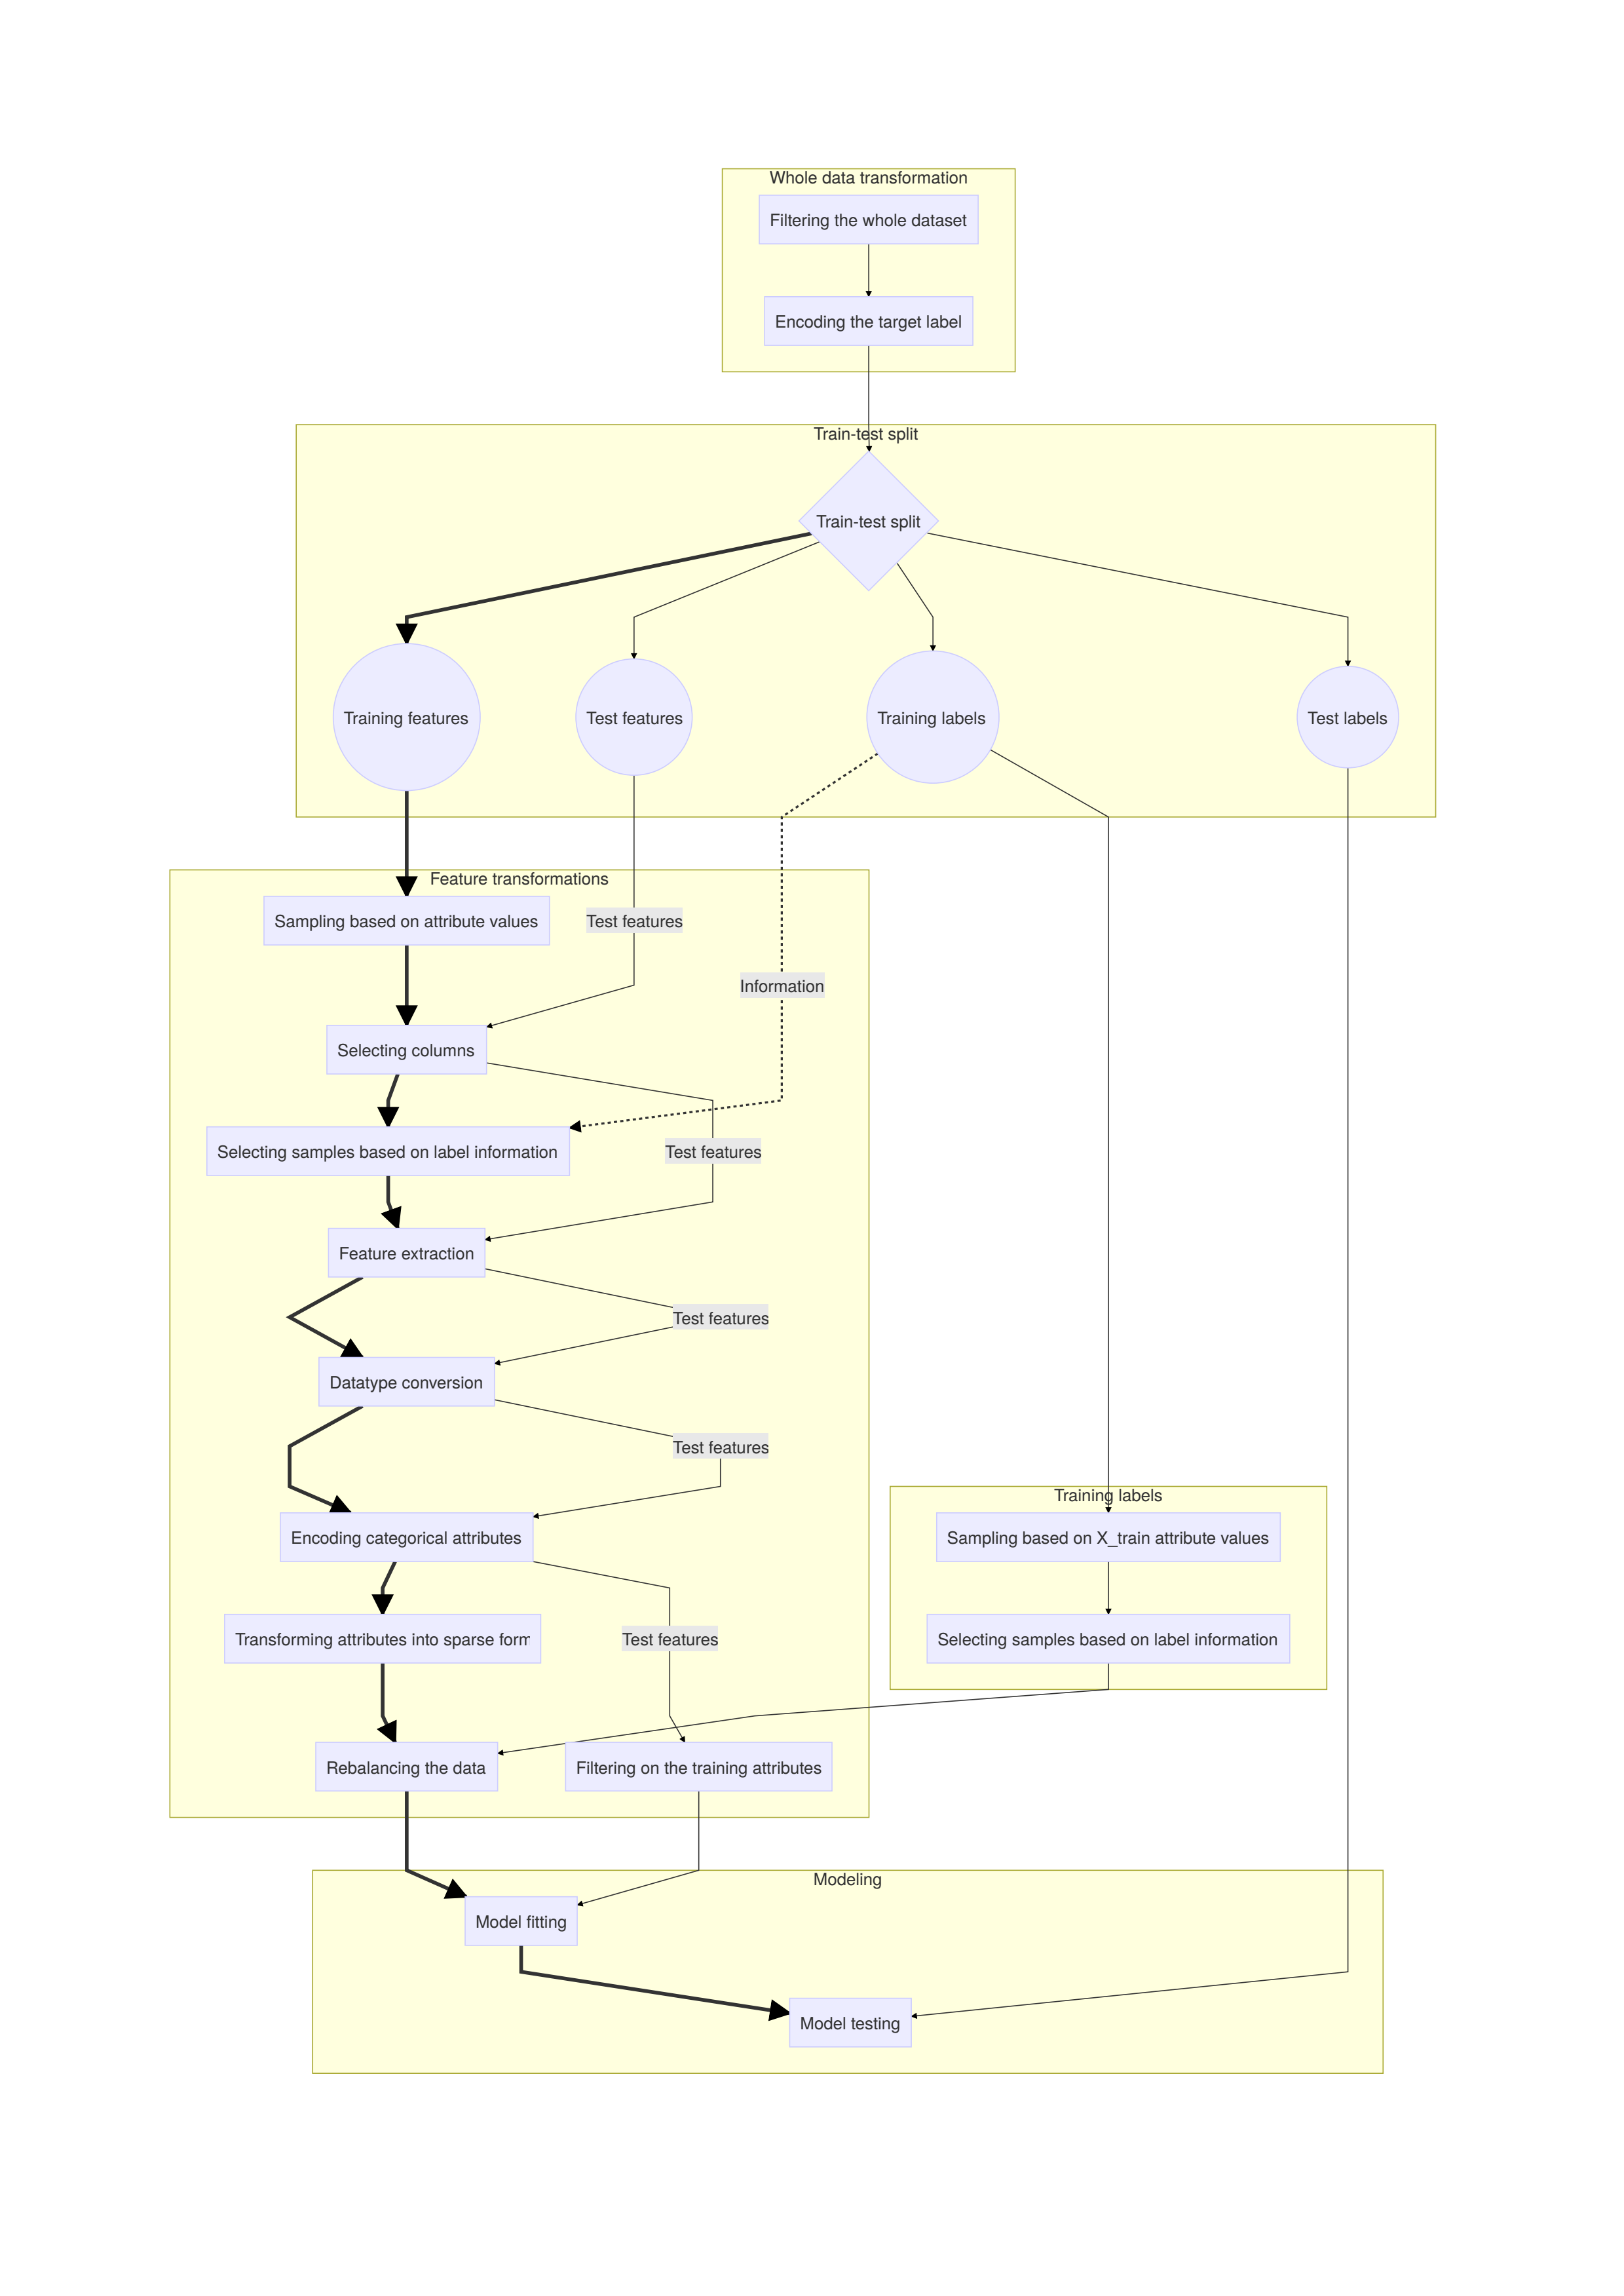 Whole data transformation
Filtering the whole dataset
Encoding the target label
Train-test split
Train-test split
Training features
Test features
Training labels
Test labels
Feature transformations
Sampling based on attribute values
Test features
Information
Selecting columns
Selecting samples based on label information
Test features
Feature extraction
Test features
Datatype conversion
Test features
Training labels
Encoding categorical attributes
Sampling based on X_train attribute values
Transforming attributes into sparse form
Test features
Selecting samples based on label information
Rebalancing the data
Filtering on the training attributes
Modeling
Model fitting
Model testing